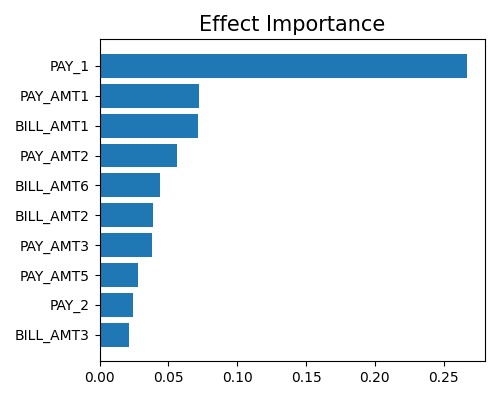 Effect Importance
PAY_1
PAY_AMT1
BILL_AMT1
PAY_AMT2
BILL_AMT6
BILL_AMT2
PAY_AMT3
PAY_AMT5
PAY_2
BILL_AMT3
0.00 0.05 0.10 0.15 0.20 0.25